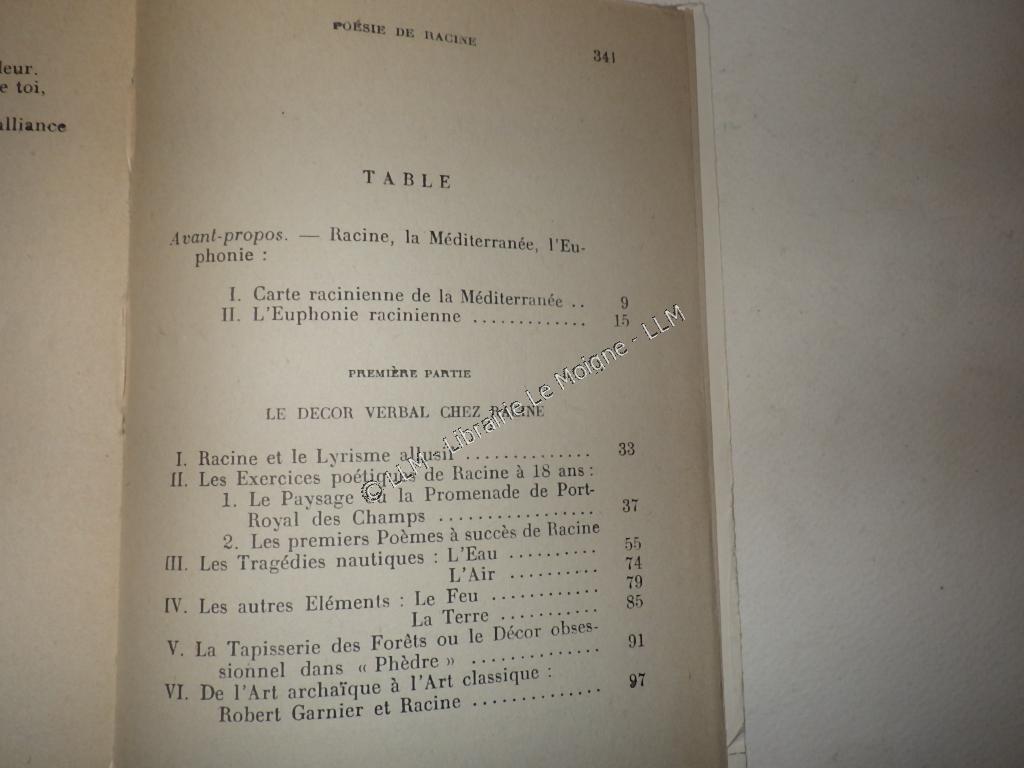 leur.
e toi,
alliance
POÉSIE DE RACINE
341
TABLE
Avant-propos. — Racine, la Méditerranée, l'Eu-
phonie :
I. Carte racinienne de la Méditerranée .. 9
II. L'Euphonie racinienne ............. 15
PREMIÈRE PARTIE
LE DECOR VERBAL CHEZ RACINE
I. Racine et le Lyrisme allusif .............. 33
II. Les Exercices poétiques de Racine à 18 ans :
1. Le Paysage ou la Promenade de Port-
Royal des Champs ................. 37
2. Les premiers Poèmes à succès de Racine 55
III. Les Tragédies nautiques : L'Eau .......... 74
L'Air .......... 79
IV. Les autres Eléments : Le Feu ............ 85
La Terre ..........
V. La Tapisserie des Forêts ou le Décor obses-
sionnel dans « Phèdre » .............. 91
VI. De l'Art archaïque à l'Art classique :
Robert Garnier et Racine .............. 97
© LLM - Librairie Le Moigne - LLM